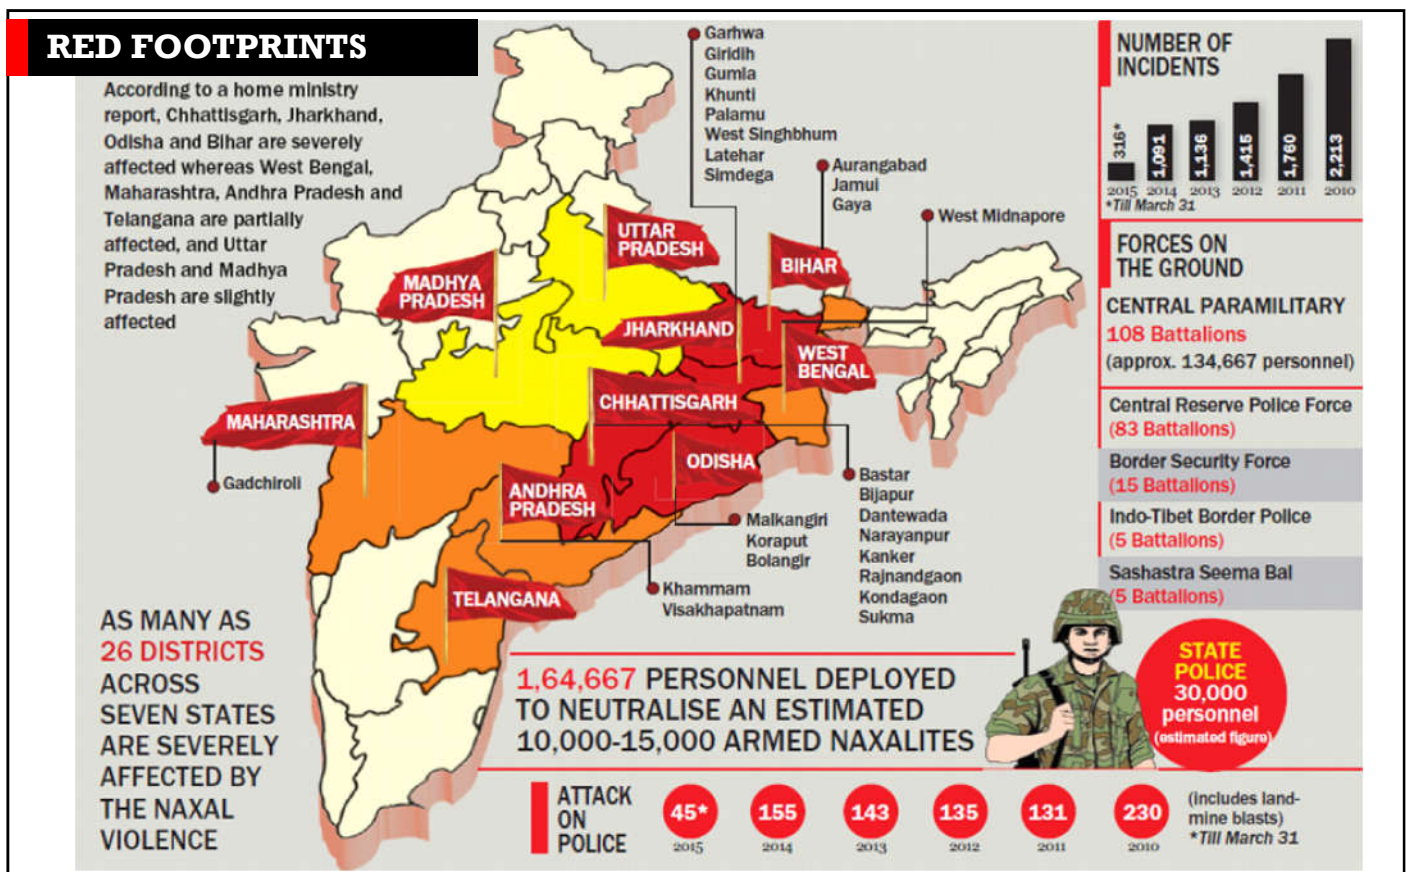 RED FOOTPRINTS
According to a home ministry
report, Chhattisgarh, Jharkhand,
Odisha and Bihar are severely
affected whereas West Bengal,
Maharashtra, Andhra Pradesh and
Telangana are partially
affected, and Uttar
Pradesh and Madhya
Pradesh are slightly
affected
Garhwa
Giridih
Gumla
Khunti
Palamu
West Singhbhum
Latehar
Simdega
Aurangabad
Jamui
Gaya
West Midnapore
UTTAR
PRADESH
BIHAR
MADHYA
PRADESH
JHARKHAND
WEST
BENGAL
CHHATTISGARH
MAHARASHTRA
Gadchiroli
ODISHA
ANDHRA
PRADESH
TELANGANA
Malkangiri
Koraput
Bolangir
Bastar
Bijapur
Dantewada
Narayanpur
Kanker
Rajnandgaon
Kondagaon
Sukma
Khammam
Visakhapatnam
AS MANY AS
26 DISTRICTS
ACROSS
SEVEN STATES
ARE SEVERELY
AFFECTED BY
THE NAXAL
VIOLENCE
NUMBER OF
INCIDENTS
316* 1,091 1,136 1,415 1,760 2,213
2015 2014 2013 2012 2011 2010
*Till March 31
FORCES ON
THE GROUND
CENTRAL PARAMILITARY
108 Battalions
(approx. 134,667 personnel)
Central Reserve Police Force
(83 Battalions)
Border Security Force
(15 Battalions)
Indo-Tibet Border Police
(5 Battalions)
Sashastra Seema Bal
(5 Battalions)
STATE
POLICE
30,000
personnel
(estimated figure)
1,64,667 PERSONNEL DEPLOYED
TO NEUTRALISE AN ESTIMATED
10,000-15,000 ARMED NAXALITES
ATTACK
ON
POLICE
45* 155 143 135 131 230
2015 2014 2013 2012 2011 2010
(includes land-
mine blasts)
*Till March 31